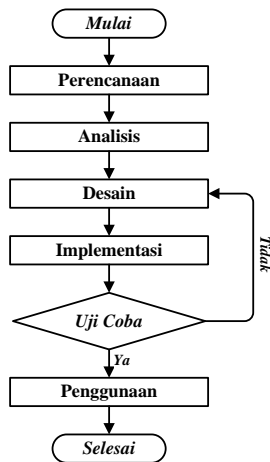 Mulai
Perencanaan
Analisis
Desain
Implementasi
Tidak
Uji Coba
Ya
Penggunaan
Selesai